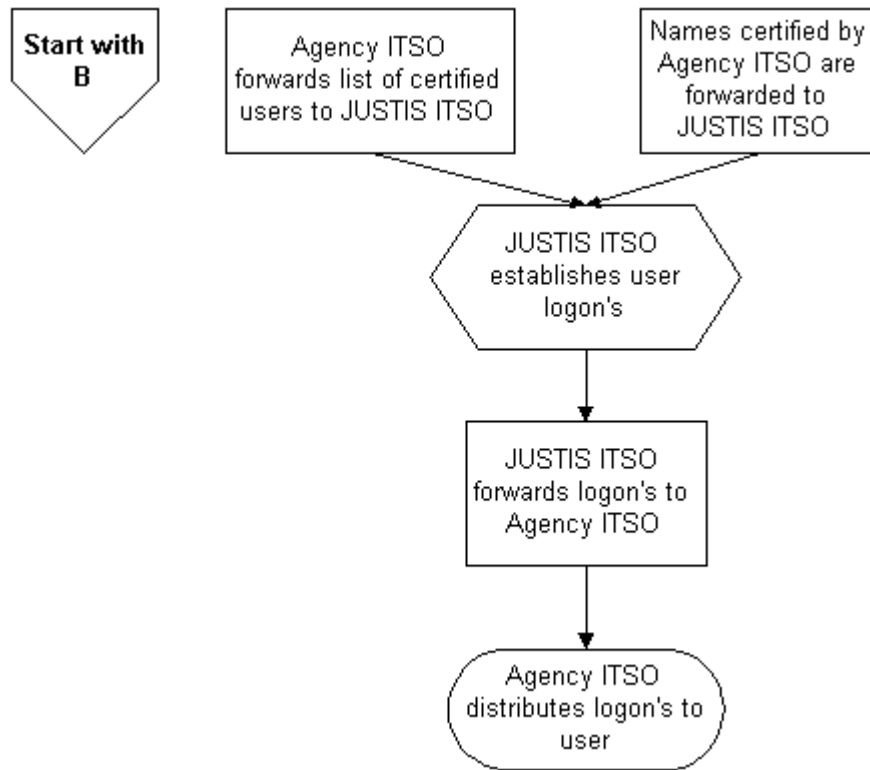 Start with
B
Agency ITSO
forwards list of certified
users to JUSTIS ITSO
Names certified by
Agency ITSO are
forwarded to
JUSTIS ITSO
JUSTIS ITSO
establishes user
logon's
JUSTIS ITSO
forwards logon's to
Agency ITSO
Agency ITSO
distributes logon's to
user